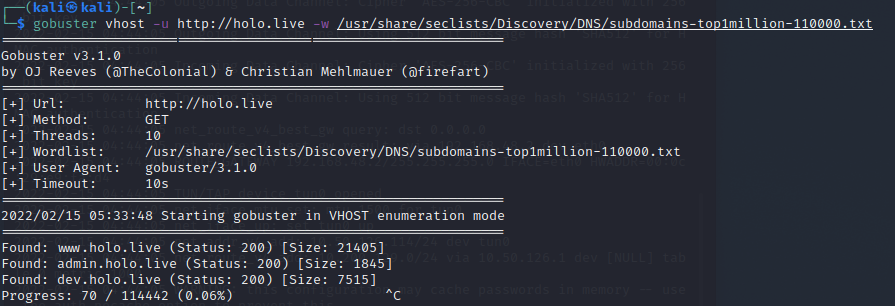 (kali㉿kali)-[~]
$ gobuster vhost -u http://holo.live -w /usr/share/seclists/Discovery/DNS/subdomains-top1million-110000.txt
Gobuster v3.1.0
by OJ Reeves (@TheColonial) & Christian Mehlmauer (@firefart)
[+] Url: http://holo.live
[+] Method: GET
[+] Threads: 10
[+] Wordlist: /usr/share/seclists/Discovery/DNS/subdomains-top1million-110000.txt
[+] User Agent: gobuster/3.1.0
[+] Timeout: 10s
2022/02/15 05:33:48 Starting gobuster in VHOST enumeration mode
Found: www.holo.live (Status: 200) [Size: 21405]
Found: admin.holo.live (Status: 200) [Size: 1845]
Found: dev.holo.live (Status: 200) [Size: 7515]
Progress: 70 / 114442 (0.06%) ^C